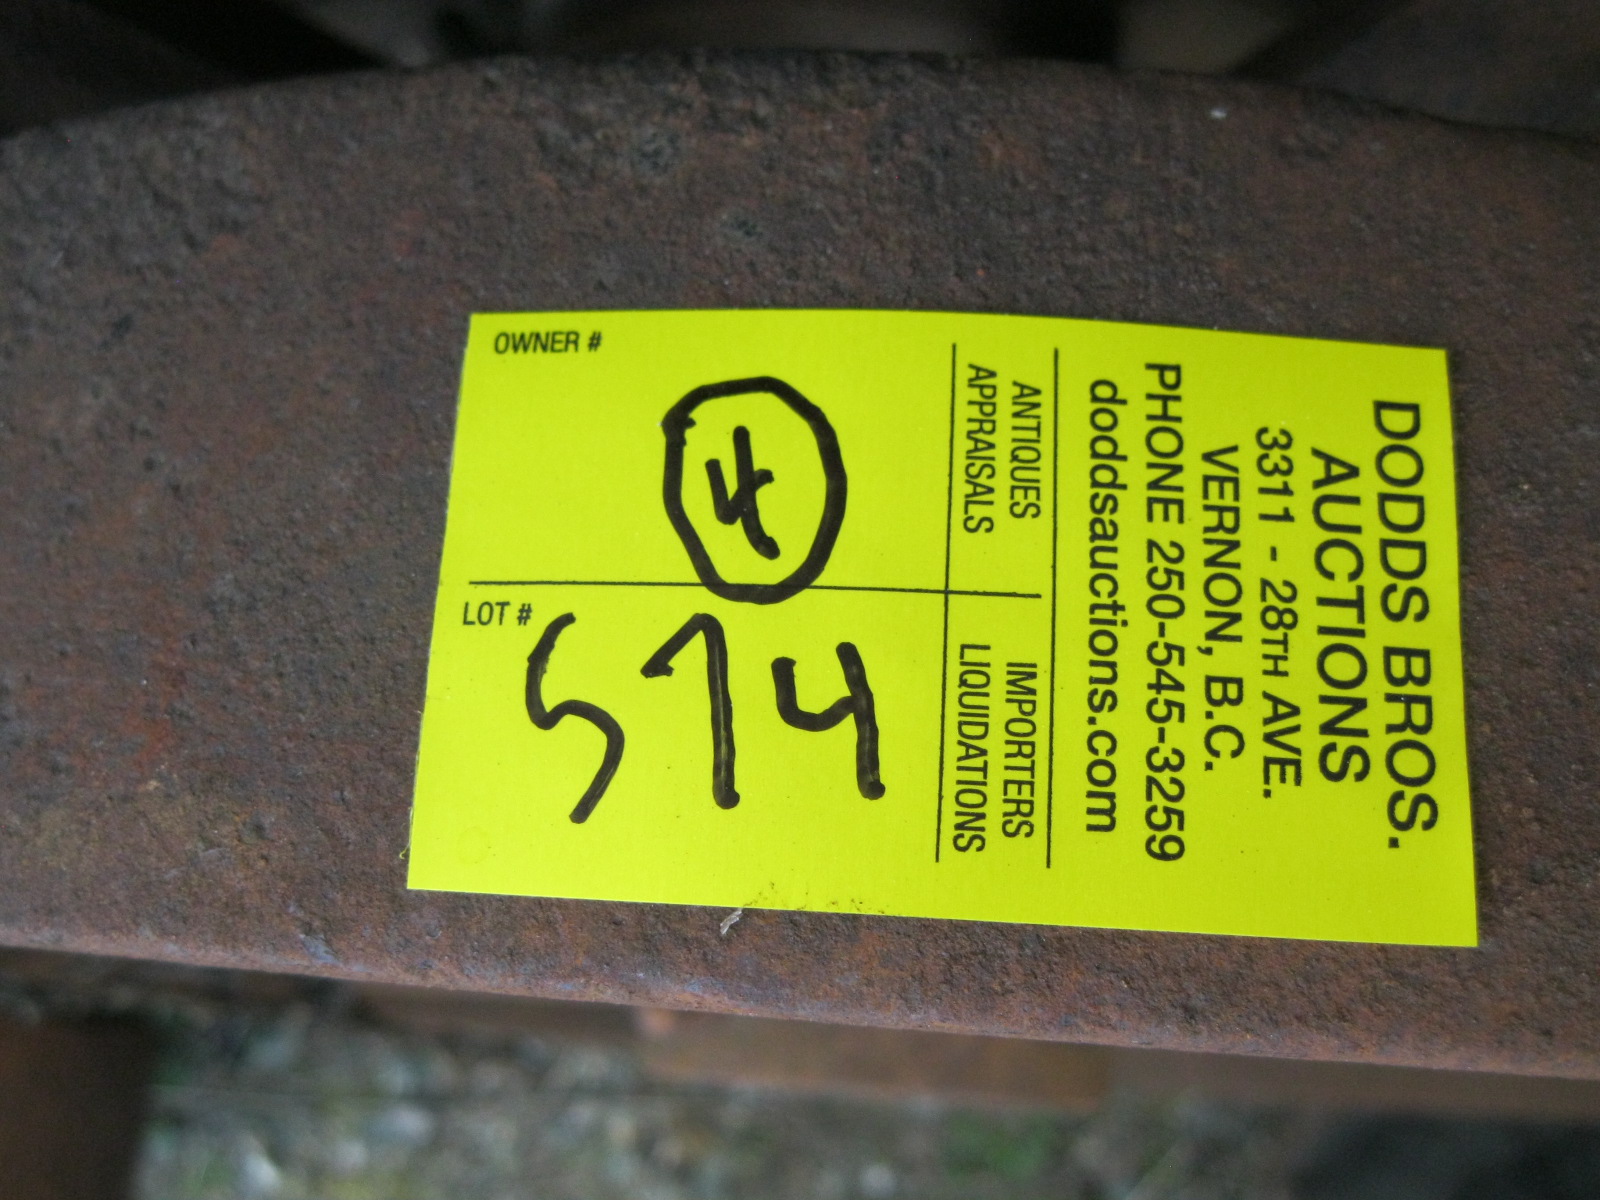 DODDS BROS.
AUCTIONS
3311 - 28TH AVE.
VERNON, B.C.
PHONE 250-545-3259
doddsauctions.com
ANTIQUES
APPRAISALS
IMPORTERS
LIQUIDATIONS
OWNER #
4
LOT #
574